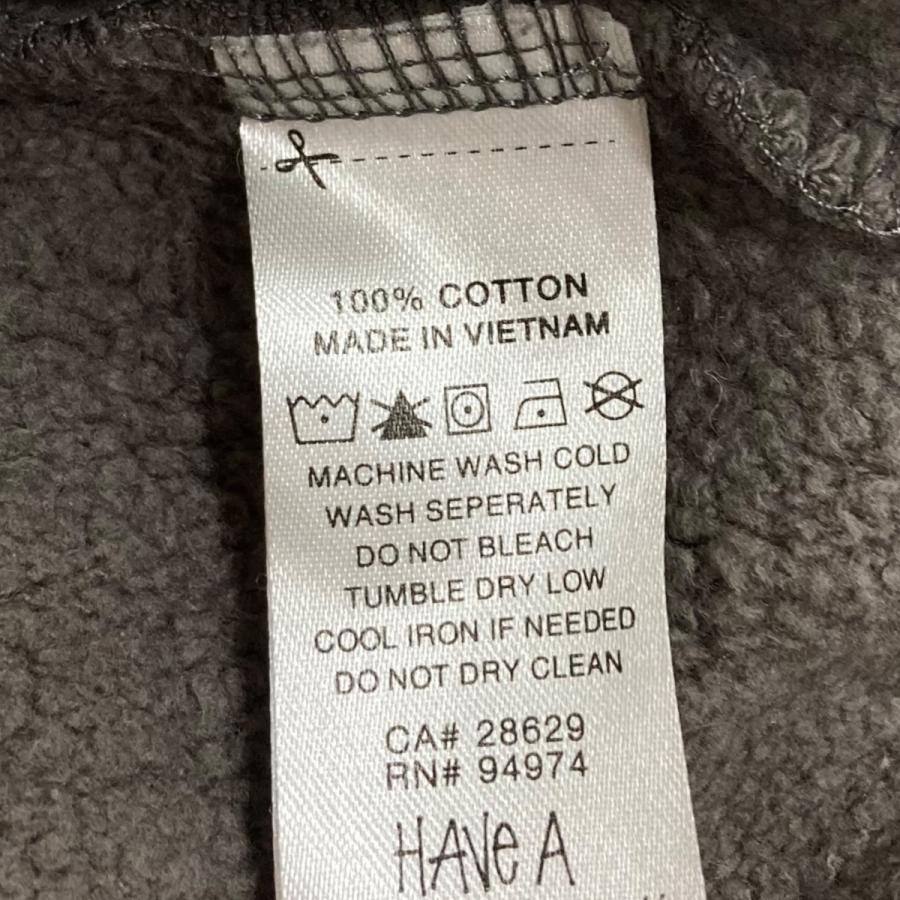 100% COTTON
MADE IN VIETNAM
MACHINE WASH COLD
WASH SEPERATELY
DO NOT BLEACH
TUMBLE DRY LOW
COOL IRON IF NEEDED
DO NOT DRY CLEAN
CA# 28629
RN# 94974
HAVe A